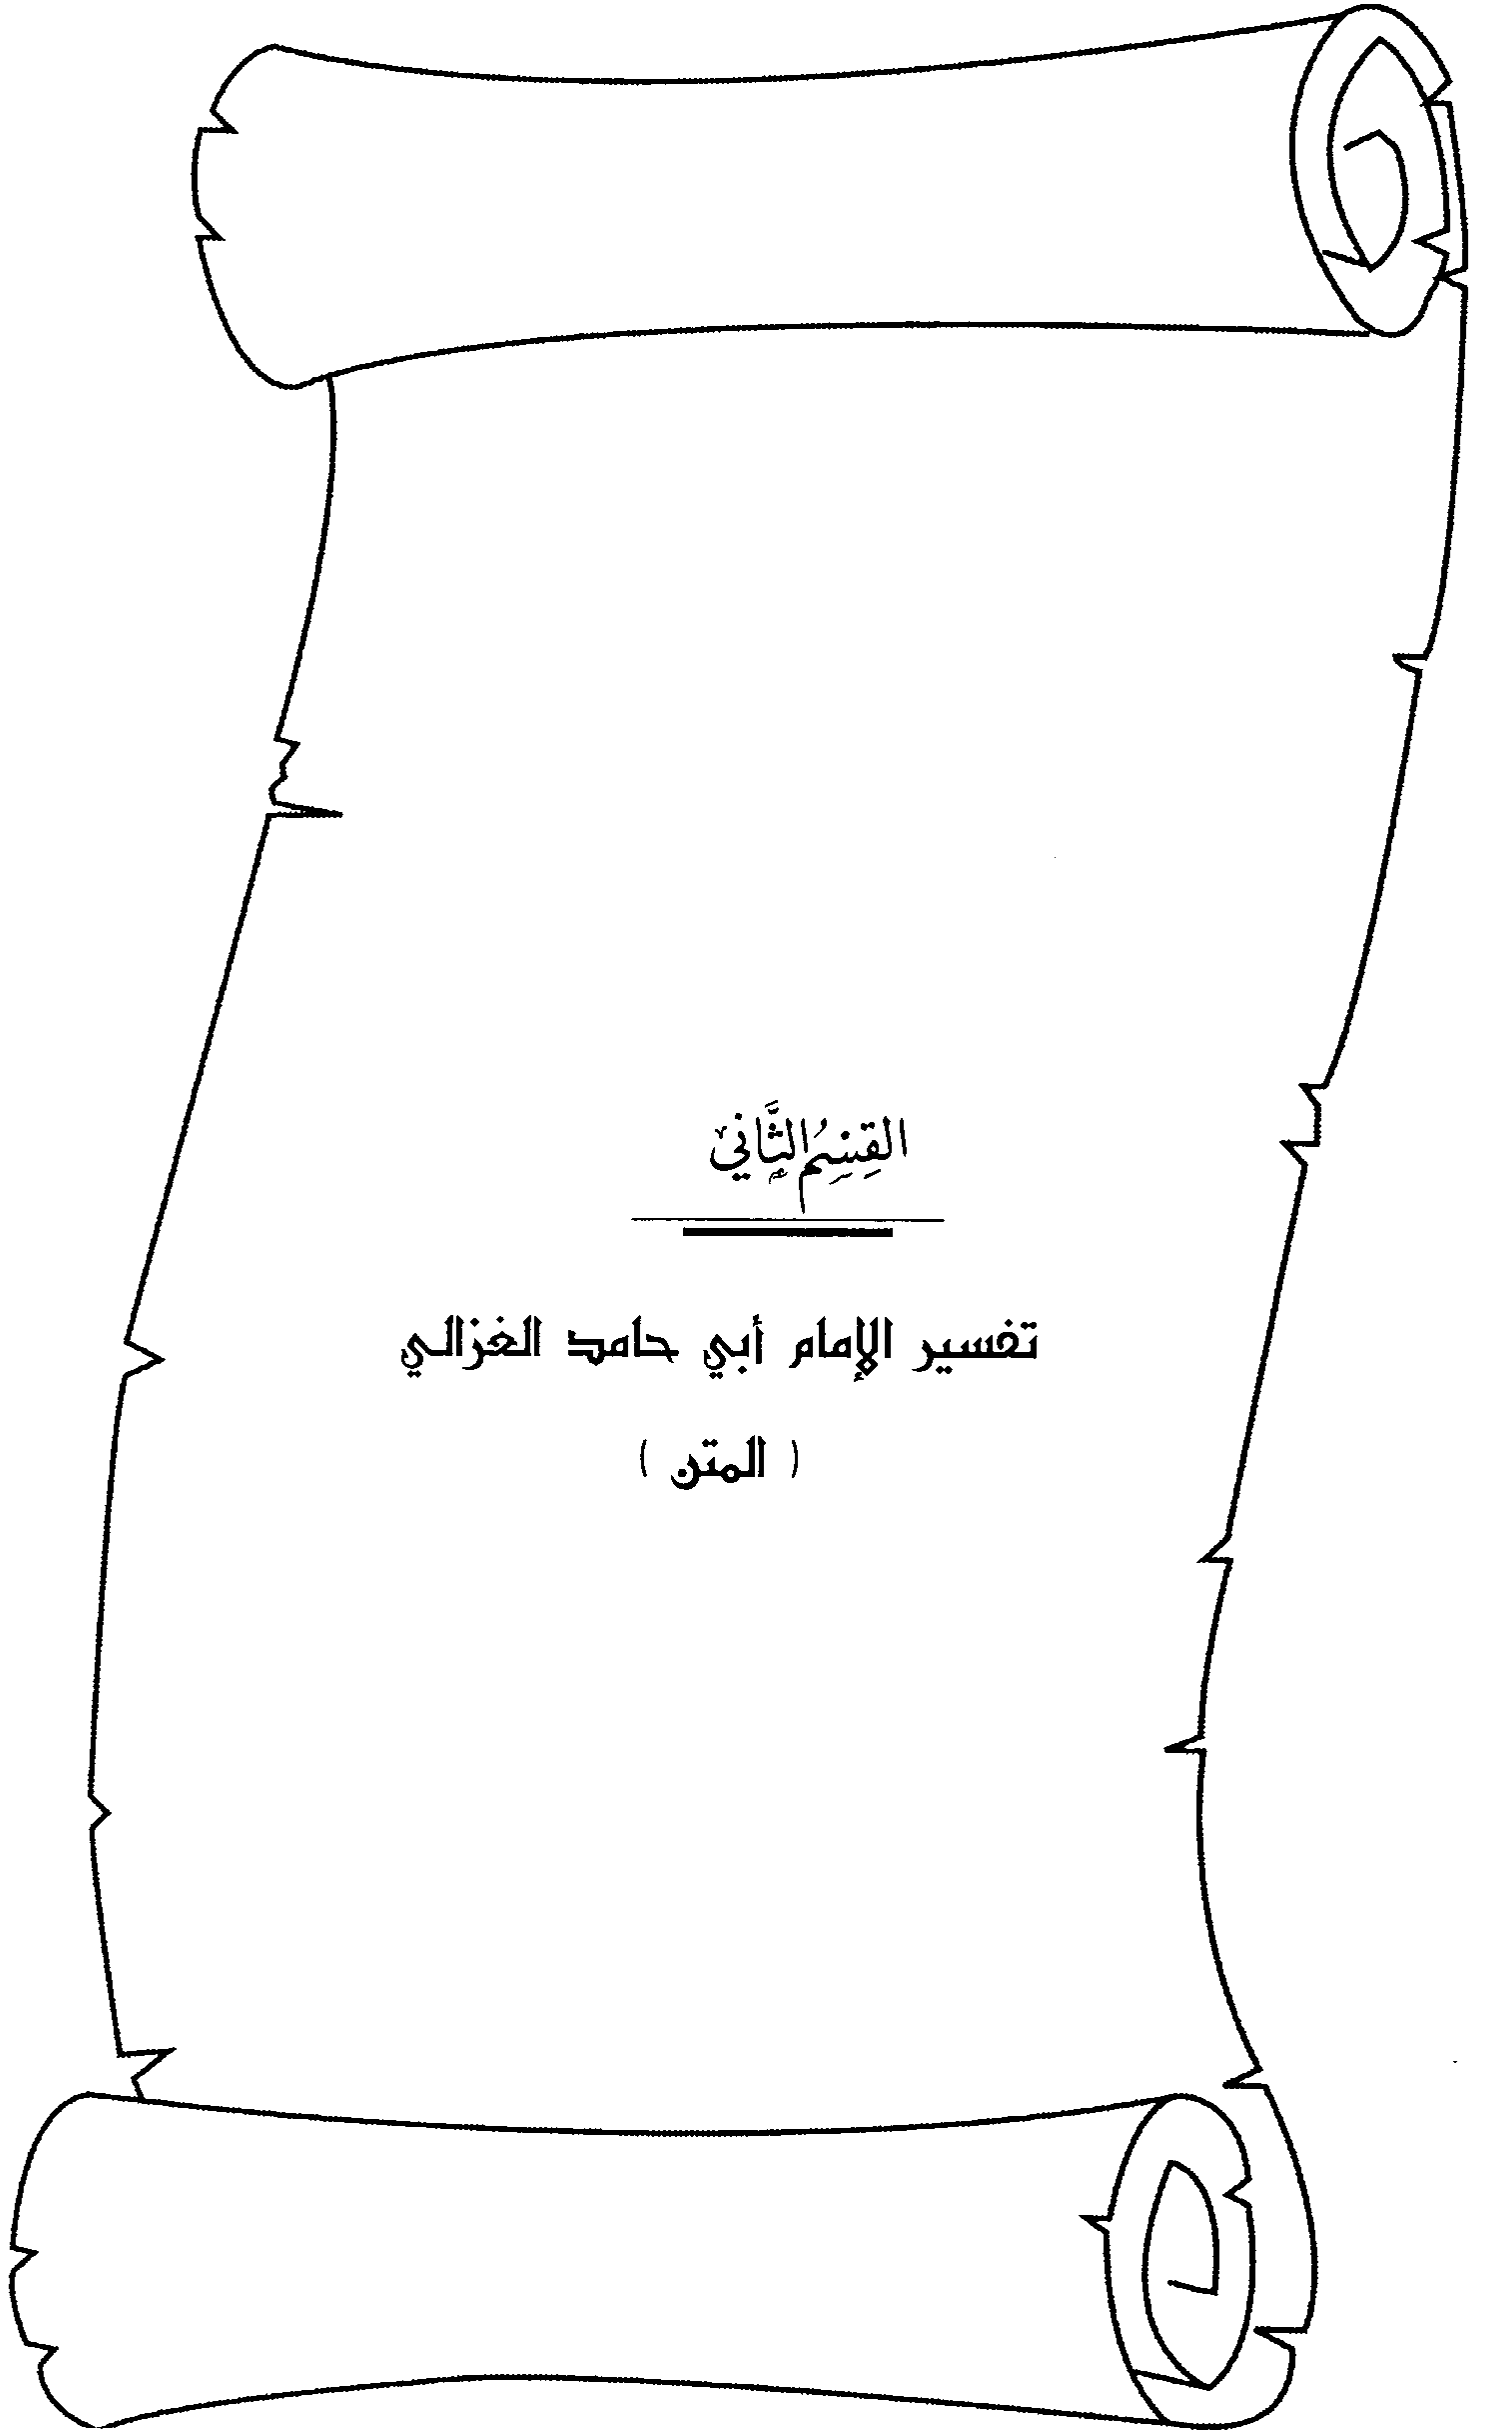 القِسْمُ الثَّانِي
تفسير الإمام أبي حامد الغزالي
( المتن )